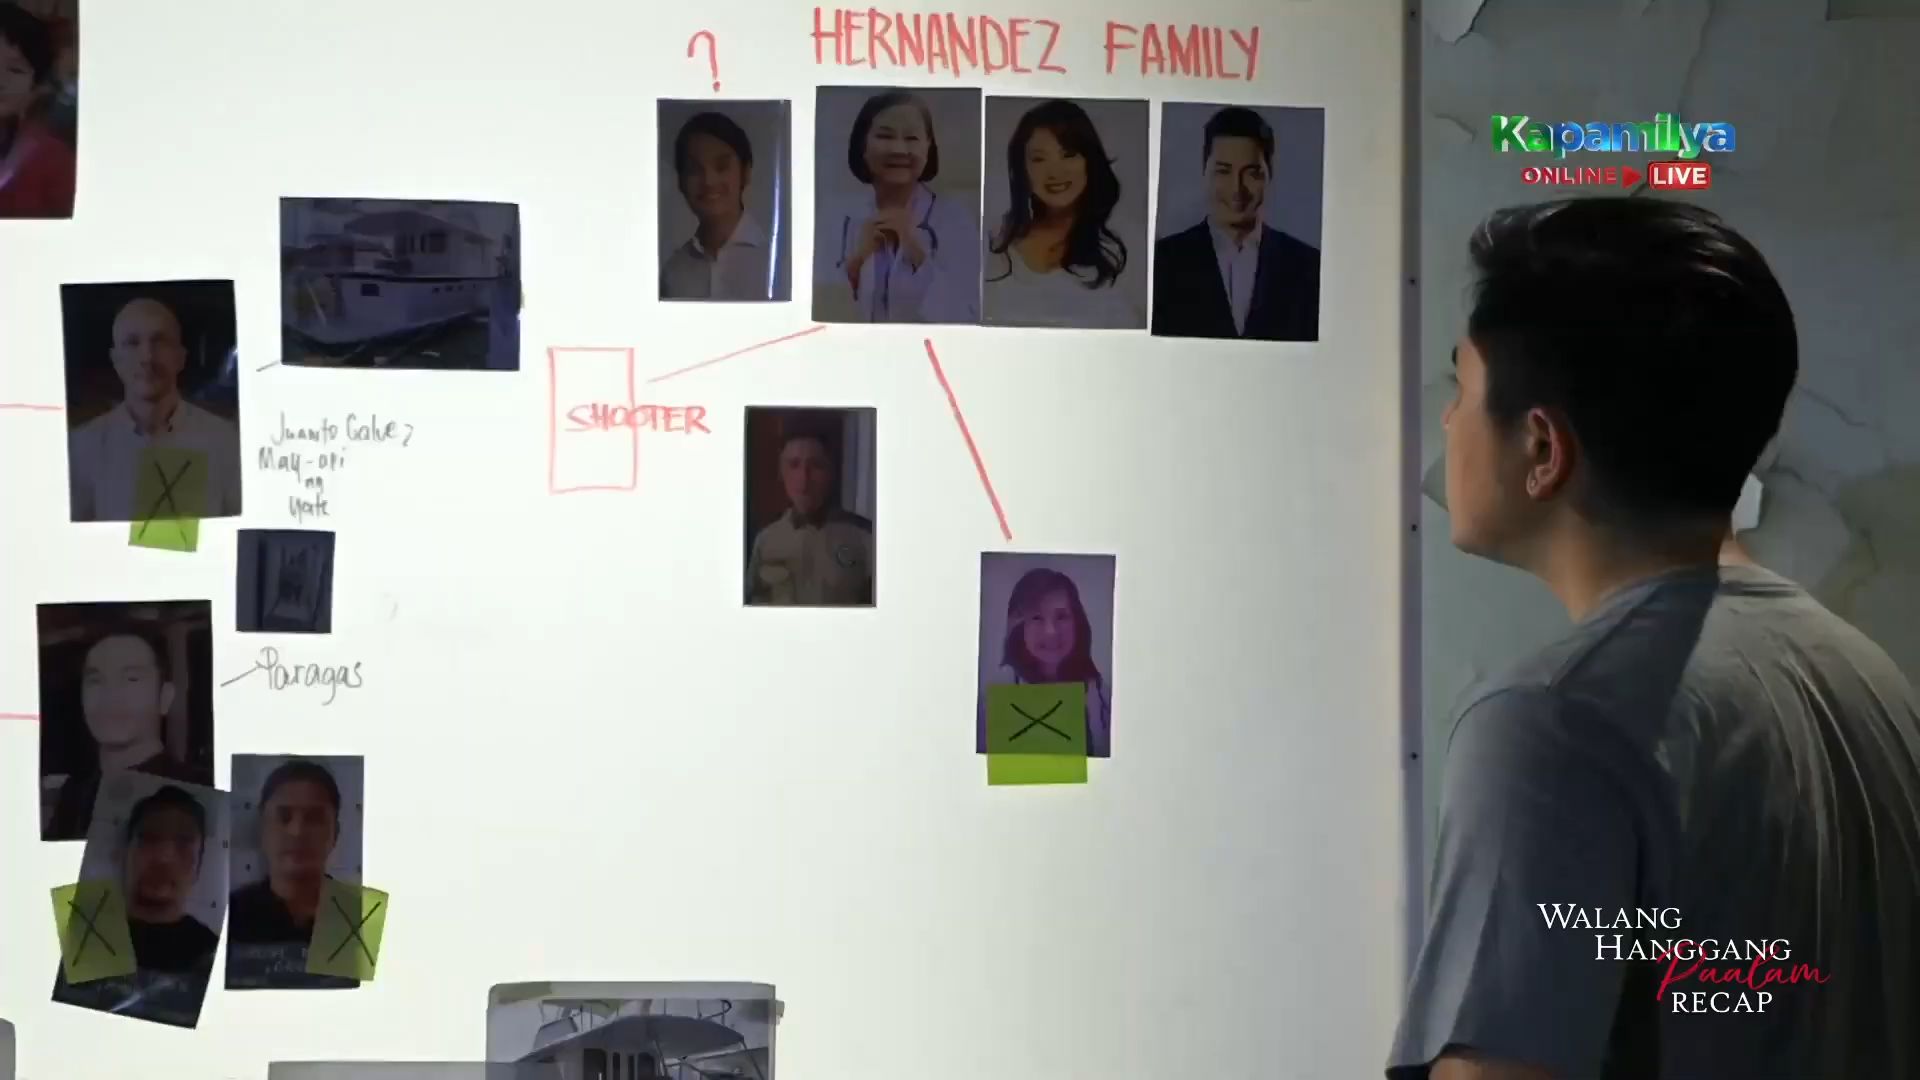 ?
HERNANDEZ FAMILY
Kapamilya
ONLINE LIVE
SHOOTER
Juanito Galvez
May-ari
ng
yate
Paragas
WALANG
HANGGANG
Paalam
RECAP